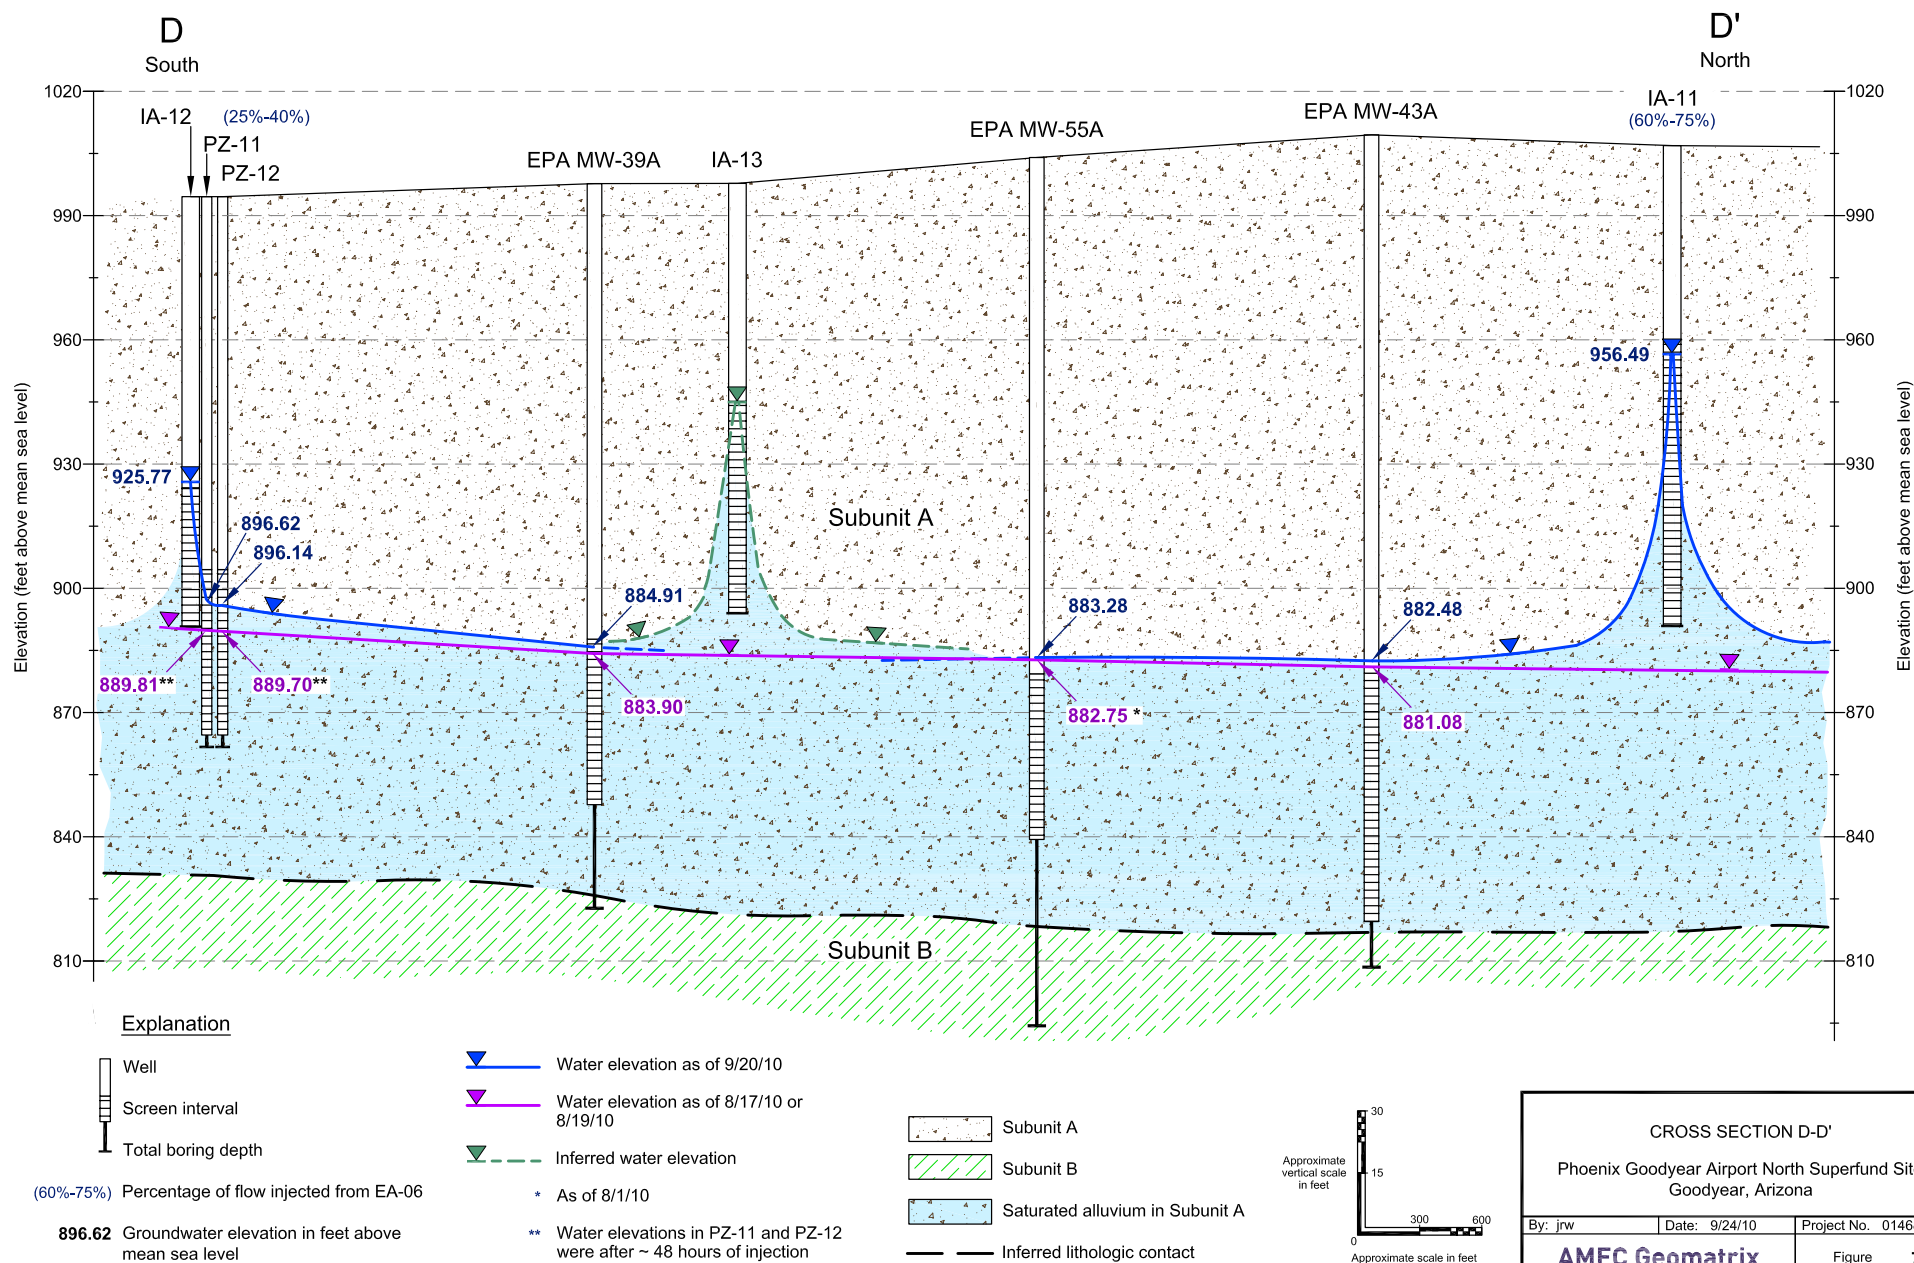 D
South
D'
North
1020
990
960
930
900
870
840
810
Elevation (feet above mean sea level)
1020
990
960
930
900
870
840
810
Elevation (feet above mean sea level)
IA-12
(25%-40%)
PZ-11
PZ-12
EPA MW-39A
IA-13
EPA MW-55A
EPA MW-43A
IA-11
(60%-75%)
925.77
896.62
896.14
889.81**
889.70**
884.91
883.90
883.28
882.75 *
882.48
881.08
956.49
Subunit A
Subunit B
Explanation
Well
Screen interval
Total boring depth
(60%-75%) Percentage of flow injected from EA-06
896.62 Groundwater elevation in feet above
mean sea level
Water elevation as of 9/20/10
Water elevation as of 8/17/10 or
8/19/10
Inferred water elevation
* As of 8/1/10
** Water elevations in PZ-11 and PZ-12
were after ~ 48 hours of injection
Subunit A
Subunit B
Saturated alluvium in Subunit A
Inferred lithologic contact
Approximate
vertical scale
in feet
30
15
0
300
600
Approximate scale in feet
CROSS SECTION D-D'
Phoenix Goodyear Airport North Superfund Sit
Goodyear, Arizona
By: jrw
Date: 9/24/10
Project No. 0146
AMEC Geomatrix
Figure